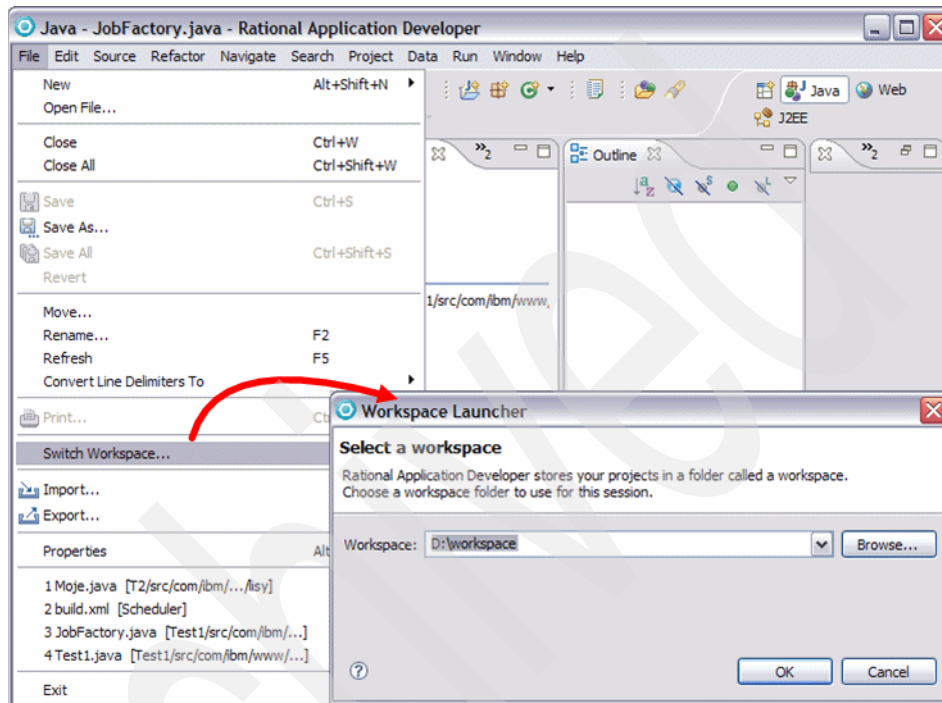 Java - JobFactory.java - Rational Application Developer
File Edit Source Refactor Navigate Search Project Data Run Window Help
New Alt+Shift+N
Open File...
Close Ctrl+W
Close All Ctrl+Shift+W
Save Ctrl+S
Save As...
Save All Ctrl+Shift+S
Revert
Move...
Rename... F2
Refresh F5
Convert Line Delimiters To
Print...
Switch Workspace...
Import...
Export...
Properties Alt
1 Moje.java [T2/src/com/ibm/.../lisy]
2 build.xml [Scheduler]
3 JobFactory.java [Test1/src/com/ibm/...]
4 Test1.java [Test1/src/com/ibm/www/...]
Exit
Java Web
J2EE
»2
Outline
»2
1/src/com/ibm/www,
Workspace Launcher
Select a workspace
Rational Application Developer stores your projects in a folder called a workspace.
Choose a workspace folder to use for this session.
Workspace: D:\workspace Browse...
OK Cancel